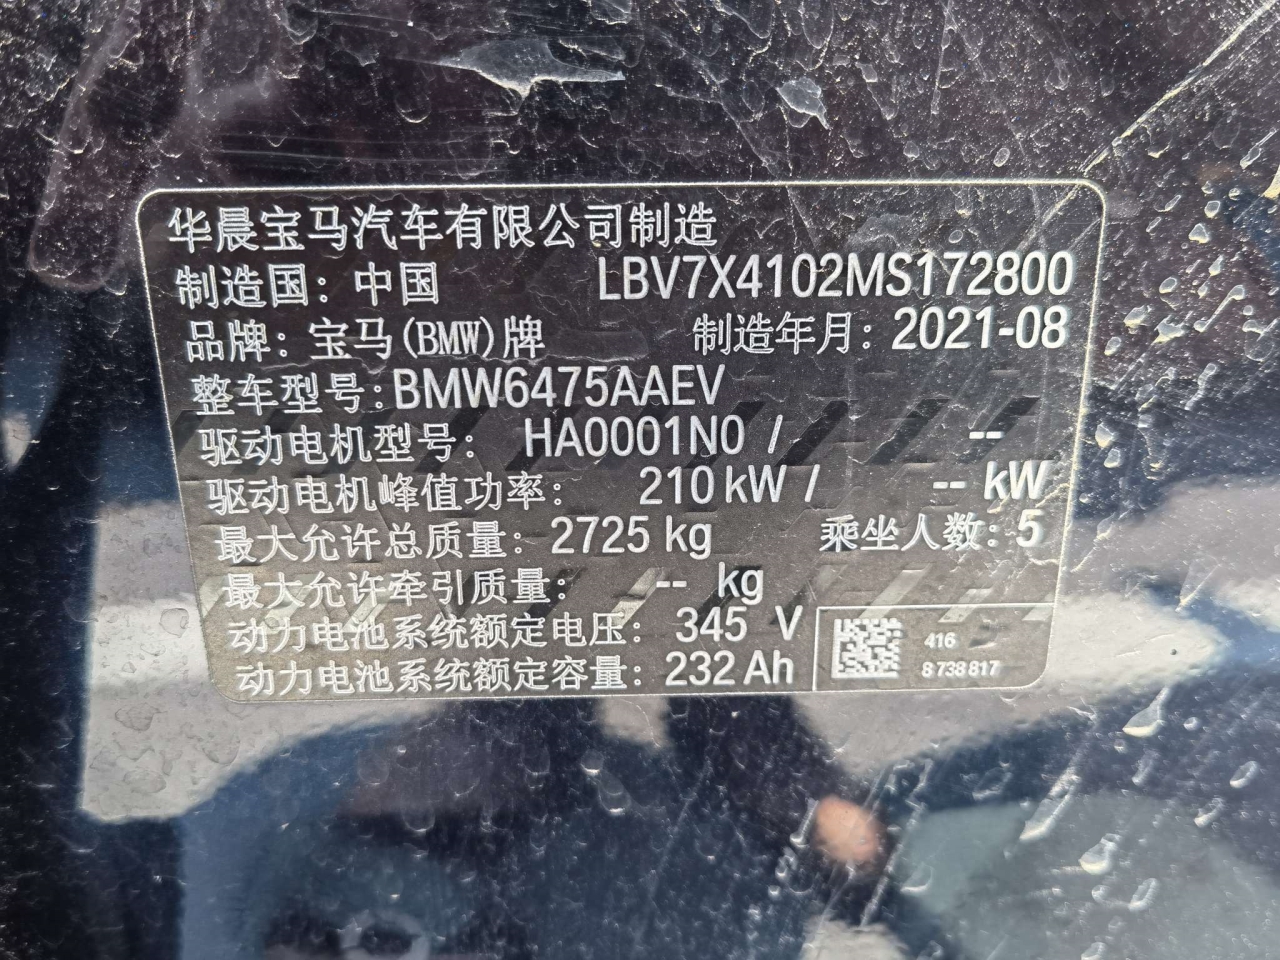 华晨宝马汽车有限公司制造
制造国：中国 LBV7X4102MS172800
品牌：宝马(BMW)牌 制造年月：2021-08
整车型号:BMW6475AAEV
驱动电机型号： HA0001N0 / --
驱动电机峰值功率： 210 kW / -- kW
最大允许总质量：2725 kg 乘坐人数：5
最大允许牵引质量： -- kg
动力电池系统额定电压： 345 V
动力电池系统额定容量：232 Ah
416
8 738 817